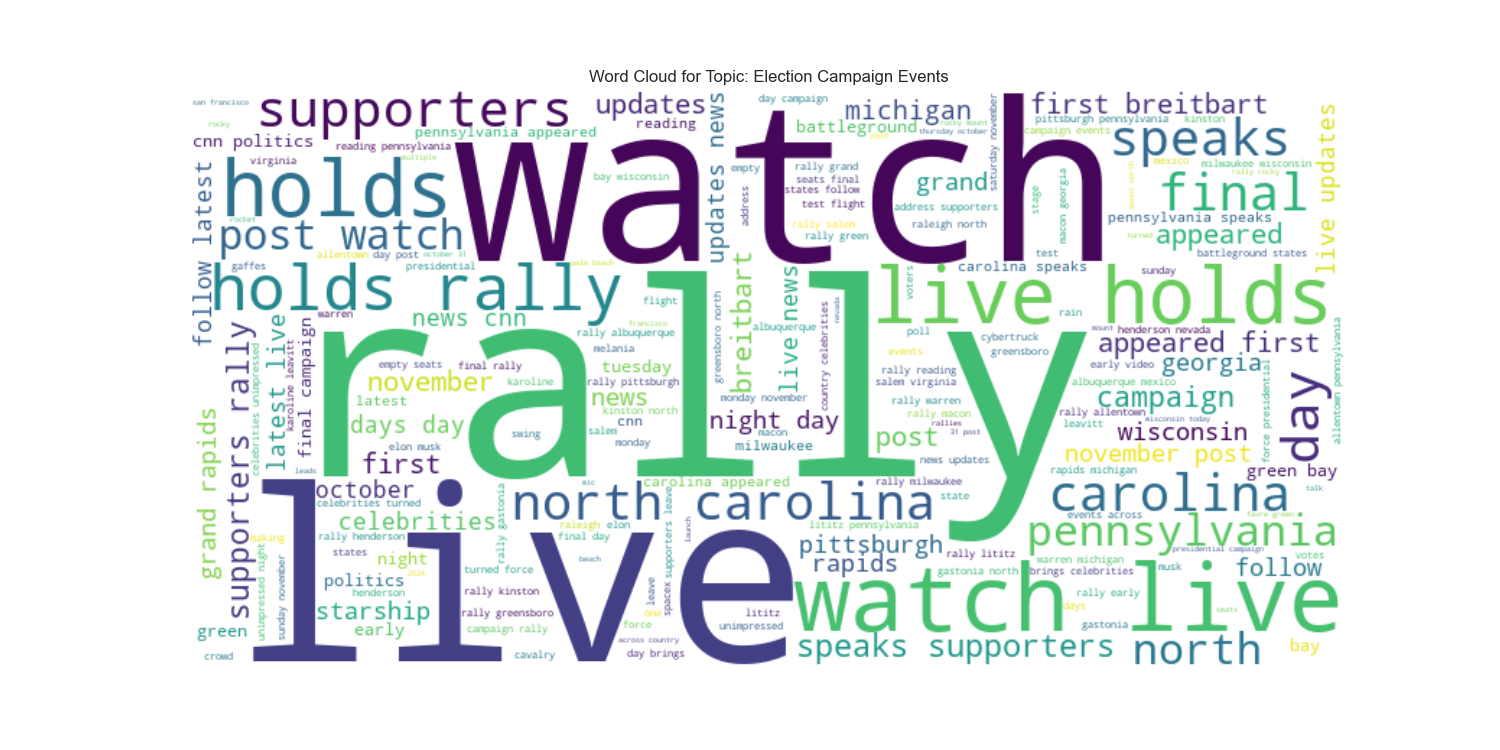 Word Cloud for Topic: Election Campaign Events
san francisco
supporters
updates
day campaign
michigan
first breitbart
rocky
reading
battleground
rocky mount
thursday october
pittsburgh pennsylvania
kinston
campaign events
cnn politics
pennsylvania appeared
speaks
watch
virginia
reading pennsylvania
multiple
bay wisconsin
empty
rally grand
seats final
states follow
test flight
grand
saturday november
stage
mexico
milwaukee wisconsin
rally rocky
mount north
final
live updates
holds
updates news
address
address supporters
macon georgia
rally salem
rally green
raleigh north
pennsylvania speaks
appeared
turned
post watch
rocket
follow latest
allentown
day post
october 31
battleground states
test
gaffes
presidential
palm beach
carolina speaks
voters
sunday
holds rally
flight
breitbart
live news
live holds
rally
nevada
rain
warren
news cnn
francisco
greensboro north
albuquerque
poll
mount
henderson nevada
rally albuquerque
melania
country celebrities
cybertruck
appeared first
supporters rally
celebrities unimpressed
latest live
karoline leavitt
final campaign
empty seats
final rally
tuesday
events
greensboro
early video
georgia
november
karoline
rally pittsburgh
rally reading
salem virginia
albuquerque mexico
force presidential
allentown pennsylvania
day
latest
news
kinston north
monday november
rally warren
campaign
grand rapids
days day
cnn
night day
rally macon
rallies
31 post
rally allentown
leavitt
wisconsin today
swing
salem
monday
macon
milwaukee
post
wisconsin
elon musk
first
november post
leads
news updates
rapids michigan
green bay
october
mic
carolina appeared
rally milwaukee
state
talk
celebrities turned
north carolina
carolina
live
rally gastonia
celebrities
raleigh
elon
supporters leave
launch
lititz pennsylvania
events across
favre green
making
rally henderson
final day
pennsylvania
unimpressed night
states
night
beach
pittsburgh
rally lititz
warren michigan
presidential campaign
votes
politics
2024
turned force
rapids
gastonia north
brings celebrities
musk
follow
sunday november
henderson
rally kinston
leave
spacex
watch live
rally early
starship
rally greensboro
one
lititz
days
seats
green
early
campaign rally
force
unimpressed
gastonia
across country
speaks supporters
north
bay
crowd
cavalry
day brings